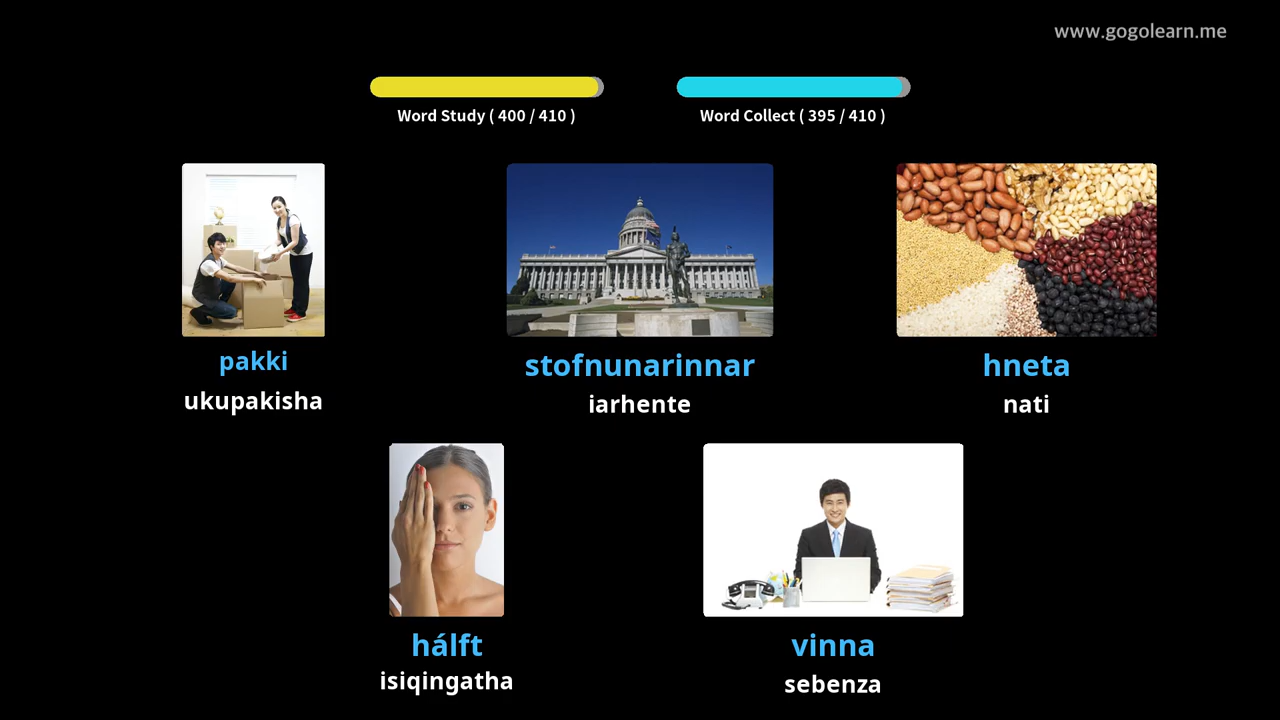 www.gogolearn.me
Word Study ( 400 / 410 )
Word Collect ( 395 / 410 )
pakki
ukupakisha
stofnunarinnar
iarhente
hneta
nati
hálft
isiqingatha
vinna
sebenza